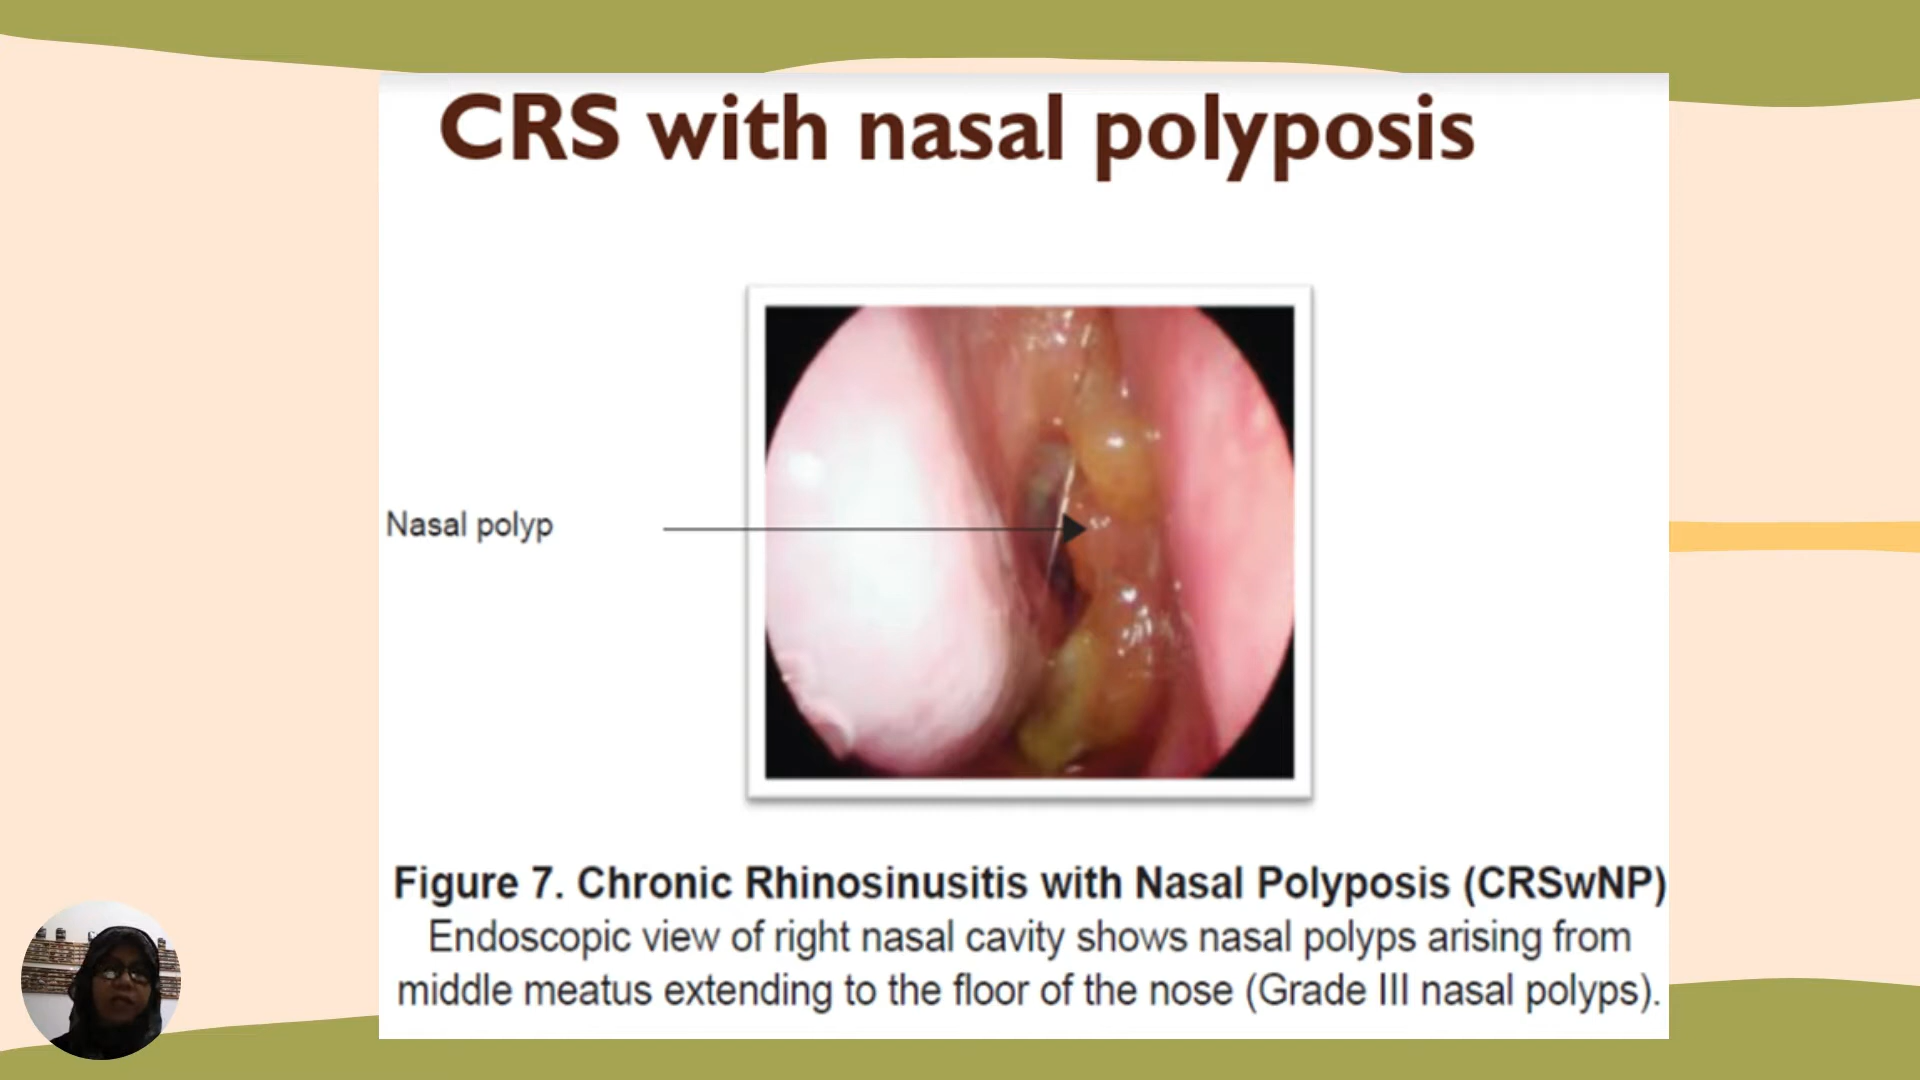 CRS with nasal polyposis
Nasal polyp
Figure 7. Chronic Rhinosinusitis with Nasal Polyposis (CRSwNP)
Endoscopic view of right nasal cavity shows nasal polyps arising from
middle meatus extending to the floor of the nose (Grade III nasal polyps).